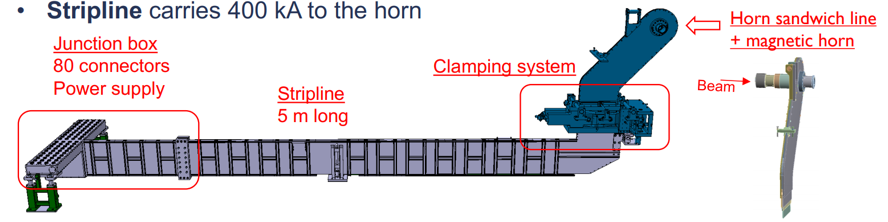 • Stripline carries 400 kA to the horn
Junction box
80 connectors
Power supply
Stripline
5 m long
Clamping system
Horn sandwich line
+ magnetic horn
Beam